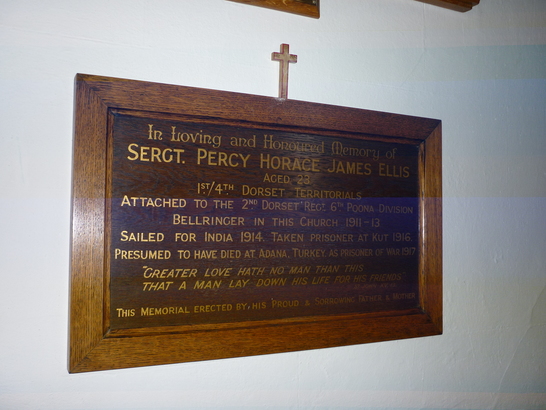 In Loving and Honoured Memory of
SERGT. PERCY HORACE JAMES ELLIS
AGED 23
1ST/4TH DORSET TERRITORIALS
ATTACHED TO THE 2ND DORSET REGT. 6TH POONA DIVISION
BELLRINGER IN THIS CHURCH 1911-13
SAILED FOR INDIA 1914. TAKEN PRISONER AT KUT 1916.
PRESUMED TO HAVE DIED AT ADANA, TURKEY, AS PRISONER OF WAR 1917
"GREATER LOVE HATH NO MAN THAN THIS
THAT A MAN LAY DOWN HIS LIFE FOR HIS FRIENDS"
THIS MEMORIAL ERECTED BY HIS PROUD & SORROWING FATHER & MOTHER